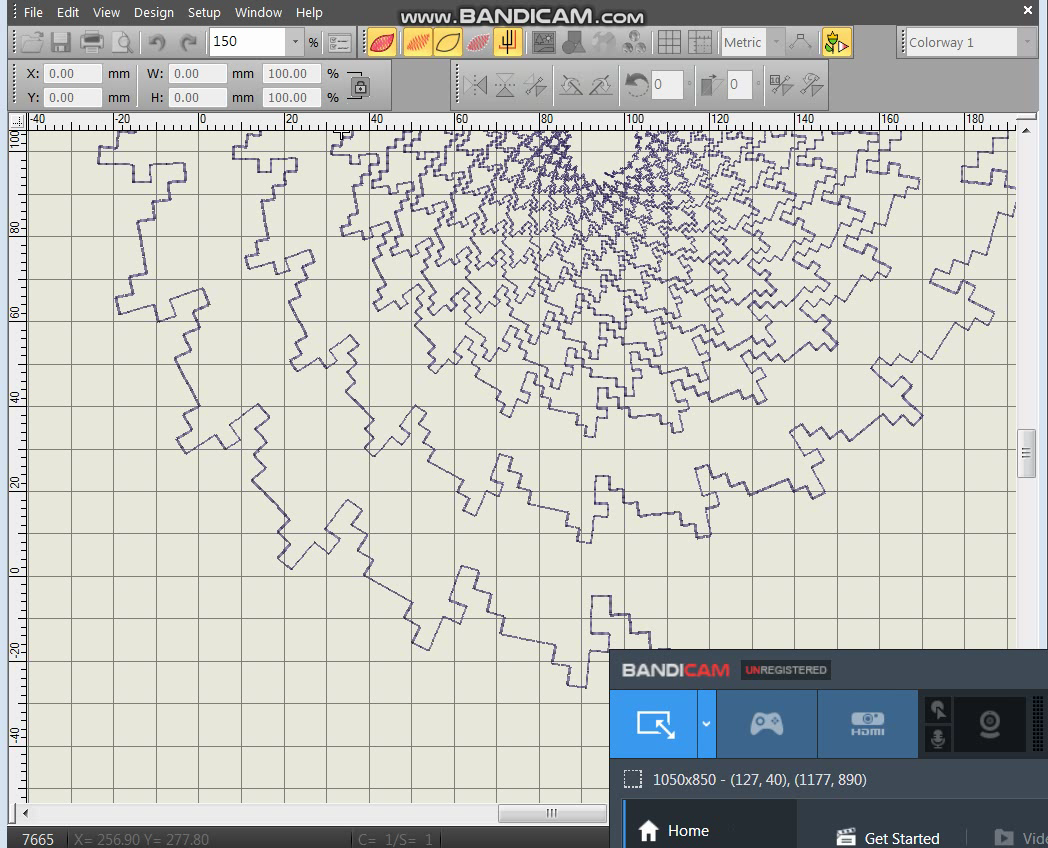 File Edit View Design Setup Window Help
www.BANDICAM.com
150 % Metric Colorway 1
X: 0.00 mm W: 0.00 mm 100.00 %
Y: 0.00 mm H: 0.00 mm 100.00 %
0 0
-40 -20 0 20 40 60 80 100 120 140 160 180
100
80
60
40
20
0
-20
-40
BANDICAM UNREGISTERED
HDMI
1050x850 - (127, 40), (1177, 890)
Home Get Started
7665 X= 256.90 Y= 277.80 C= 1/S= 1